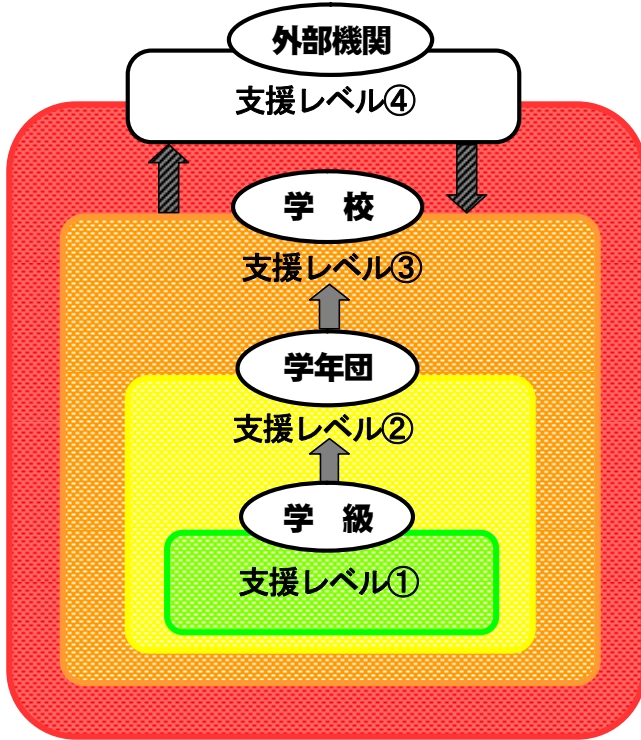 外部機関
支援レベル④
学　校
支援レベル③
学年団
支援レベル②
学　級
支援レベル①